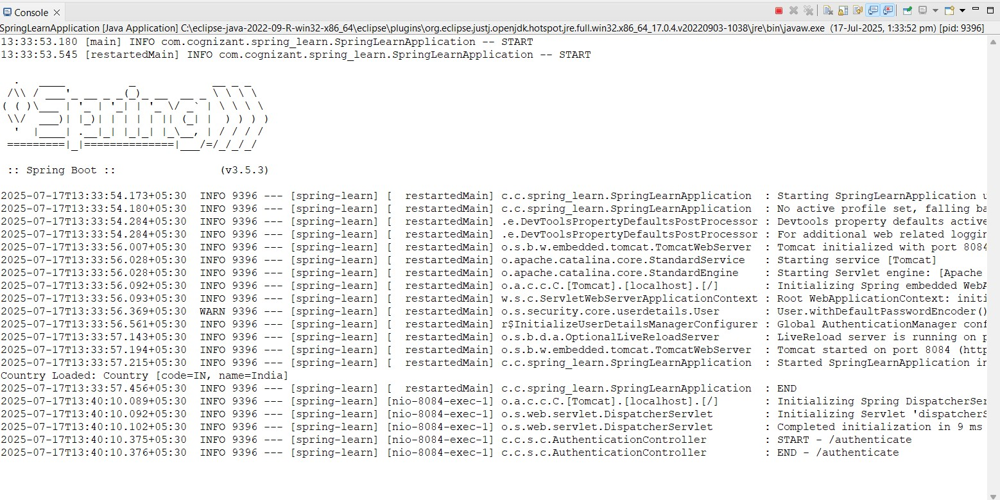 Console
SpringLearnApplication [Java Application] C:\eclipse-java-2022-09-R-win32-x86_64\eclipse\plugins\org.eclipse.justj.openjdk.hotspot.jre.full.win32.x86_64_17.0.4.v20220903-1038\jre\bin\javaw.exe (17-Jul-2025, 1:33:52 pm) [pid: 9396]
13:33:53.180 [main] INFO com.cognizant.spring_learn.SpringLearnApplication -- START
13:33:53.545 [restartedMain] INFO com.cognizant.spring_learn.SpringLearnApplication -- START
  .   ____          _            __ _ _
 /\\ / ___'_ __ _ _(_)_ __  __ _ \ \ \ \
( ( )\___ | '_ | '_| | '_ \/ _` | \ \ \ \
 \\/  ___)| |_)| | | | | || (_| |  ) ) ) )
  '  |____| .__|_| |_|_| |_\__, | / / / /
 =========|_|==============|___/=/_/_/_/
 :: Spring Boot ::                (v3.5.3)
2025-07-17T13:33:54.173+05:30  INFO 9396 --- [spring-learn] [  restartedMain] c.c.spring_learn.SpringLearnApplication  : Starting SpringLearnApplication u
2025-07-17T13:33:54.180+05:30  INFO 9396 --- [spring-learn] [  restartedMain] c.c.spring_learn.SpringLearnApplication  : No active profile set, falling ba
2025-07-17T13:33:54.284+05:30  INFO 9396 --- [spring-learn] [  restartedMain] .e.DevToolsPropertyDefaultsPostProcessor : Devtools property defaults active
2025-07-17T13:33:54.284+05:30  INFO 9396 --- [spring-learn] [  restartedMain] .e.DevToolsPropertyDefaultsPostProcessor : For additional web related loggin
2025-07-17T13:33:56.007+05:30  INFO 9396 --- [spring-learn] [  restartedMain] o.s.b.w.embedded.tomcat.TomcatWebServer  : Tomcat initialized with port 8084
2025-07-17T13:33:56.028+05:30  INFO 9396 --- [spring-learn] [  restartedMain] o.apache.catalina.core.StandardService   : Starting service [Tomcat]
2025-07-17T13:33:56.028+05:30  INFO 9396 --- [spring-learn] [  restartedMain] o.apache.catalina.core.StandardEngine    : Starting Servlet engine: [Apache
2025-07-17T13:33:56.092+05:30  INFO 9396 --- [spring-learn] [  restartedMain] o.a.c.c.C.[Tomcat].[localhost].[/]       : Initializing Spring embedded WebA
2025-07-17T13:33:56.093+05:30  INFO 9396 --- [spring-learn] [  restartedMain] w.s.c.ServletWebServerApplicationContext : Root WebApplicationContext: initi
2025-07-17T13:33:56.369+05:30  WARN 9396 --- [spring-learn] [  restartedMain] o.s.security.core.userdetails.User       : User.withDefaultPasswordEncoder()
2025-07-17T13:33:56.561+05:30  INFO 9396 --- [spring-learn] [  restartedMain] r$InitializeUserDetailsManagerConfigurer : Global AuthenticationManager conf
2025-07-17T13:33:57.143+05:30  INFO 9396 --- [spring-learn] [  restartedMain] o.s.b.d.a.OptionalLiveReloadServer       : LiveReload server is running on p
2025-07-17T13:33:57.194+05:30  INFO 9396 --- [spring-learn] [  restartedMain] o.s.b.w.embedded.tomcat.TomcatWebServer  : Tomcat started on port 8084 (http
2025-07-17T13:33:57.215+05:30  INFO 9396 --- [spring-learn] [  restartedMain] c.c.spring_learn.SpringLearnApplication  : Started SpringLearnApplication in
Country Loaded: Country [code=IN, name=India]
2025-07-17T13:33:57.456+05:30  INFO 9396 --- [spring-learn] [  restartedMain] c.c.spring_learn.SpringLearnApplication  : END
2025-07-17T13:40:10.089+05:30  INFO 9396 --- [spring-learn] [nio-8084-exec-1] o.a.c.c.C.[Tomcat].[localhost].[/]       : Initializing Spring DispatcherSer
2025-07-17T13:40:10.092+05:30  INFO 9396 --- [spring-learn] [nio-8084-exec-1] o.s.web.servlet.DispatcherServlet        : Initializing Servlet 'dispatcherS
2025-07-17T13:40:10.102+05:30  INFO 9396 --- [spring-learn] [nio-8084-exec-1] o.s.web.servlet.DispatcherServlet        : Completed initialization in 9 ms
2025-07-17T13:40:10.375+05:30  INFO 9396 --- [spring-learn] [nio-8084-exec-1] c.c.s.c.AuthenticationController         : START - /authenticate
2025-07-17T13:40:10.376+05:30  INFO 9396 --- [spring-learn] [nio-8084-exec-1] c.c.s.c.AuthenticationController         : END - /authenticate